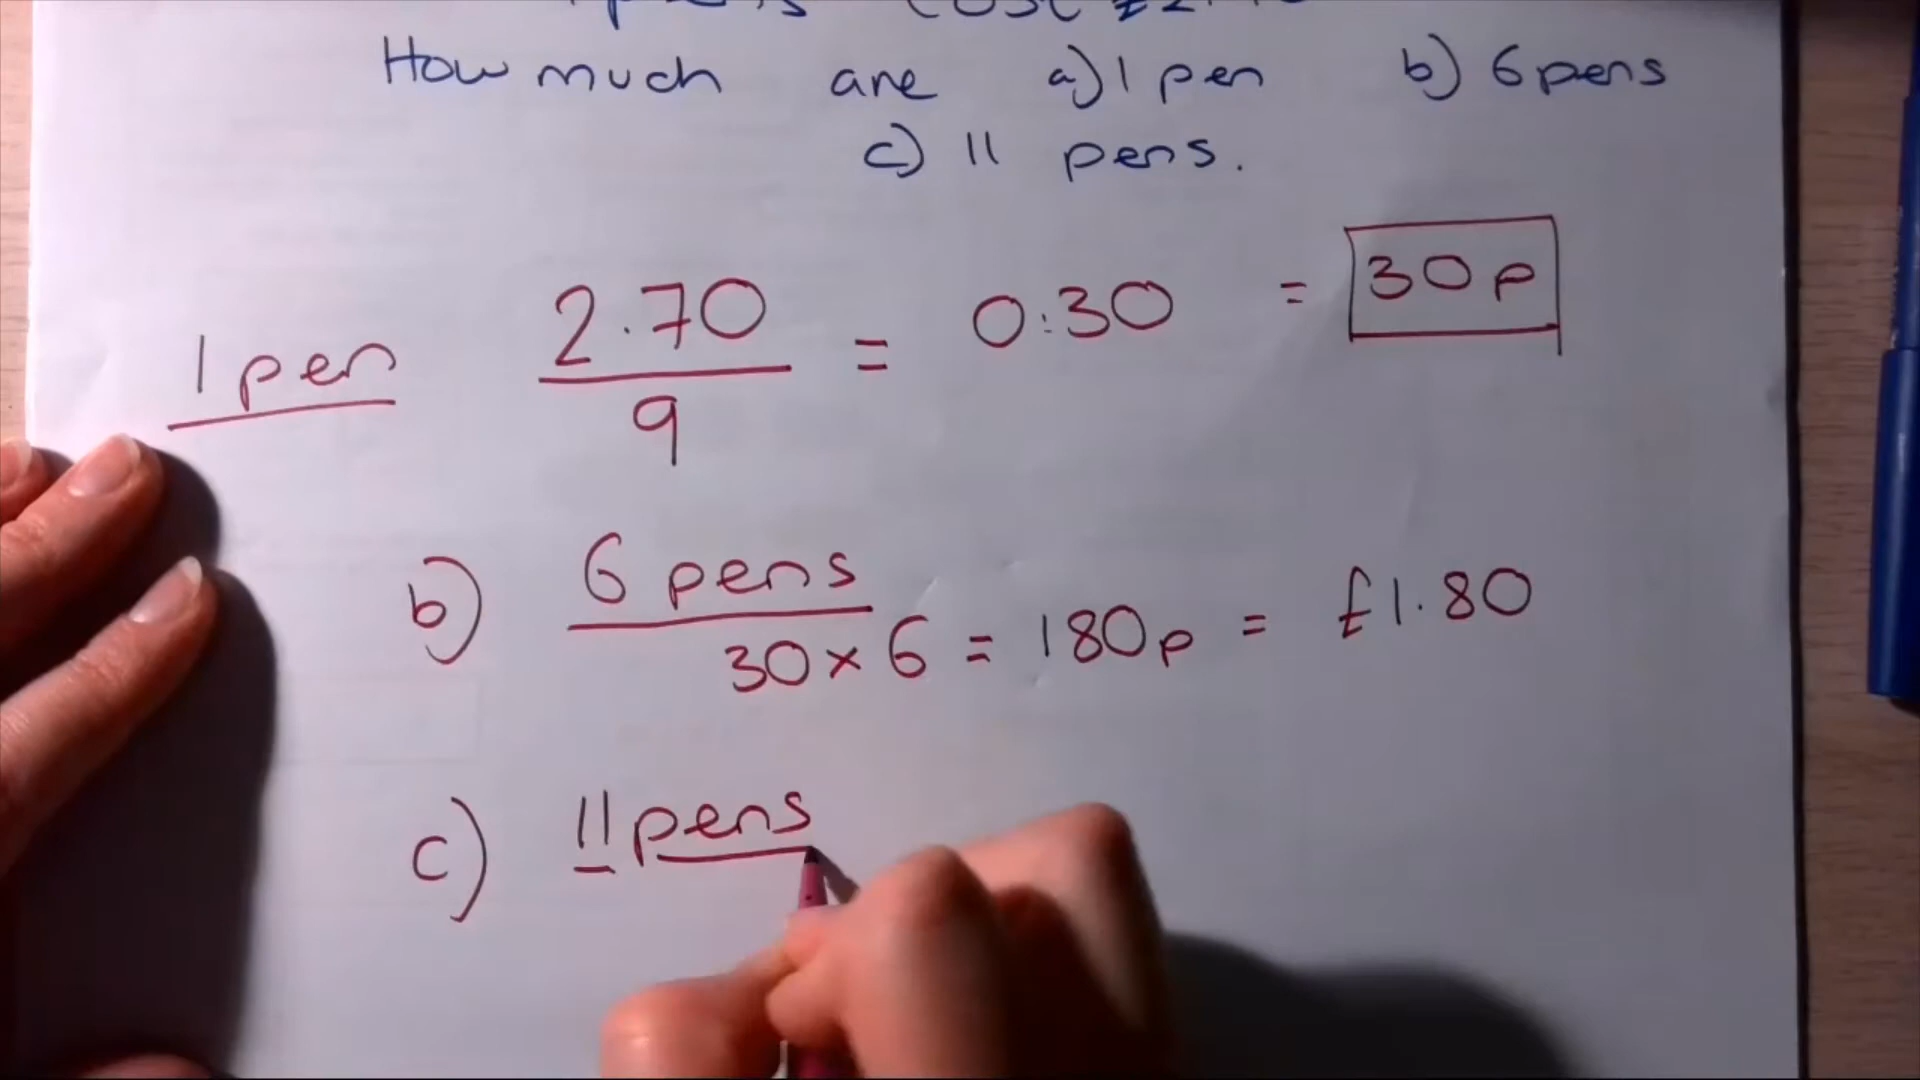 How much are a) 1 pen b) 6 pens
c) 11 pens.
1 pen 2.70/9 = 0.30 = 30p
b) 6 pens
30 × 6 = 180p = £1.80
c) 11 pens